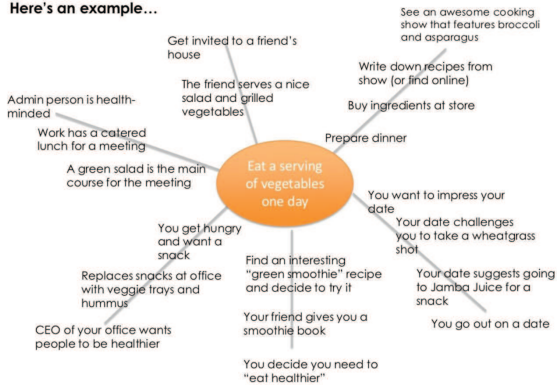 Here's an example…
See an awesome cooking
show that features broccoli
and asparagus
Write down recipes from
show (or find online)
Buy ingredients at store
Prepare dinner
Get invited to a friend's
house
The friend serves a nice
salad and grilled
vegetables
Admin person is health-
minded
Work has a catered
lunch for a meeting
A green salad is the main
course for the meeting
Eat a serving
of vegetables
one day
You want to impress your
date
Your date challenges
you to take a wheatgrass
shot
Your date suggests going
to Jamba Juice for a
snack
You go out on a date
You get hungry
and want a
snack
Replaces snacks at office
with veggie trays and
hummus
CEO of your office wants
people to be healthier
Find an interesting
"green smoothie" recipe
and decide to try it
Your friend gives you a
smoothie book
You decide you need to
"eat healthier"